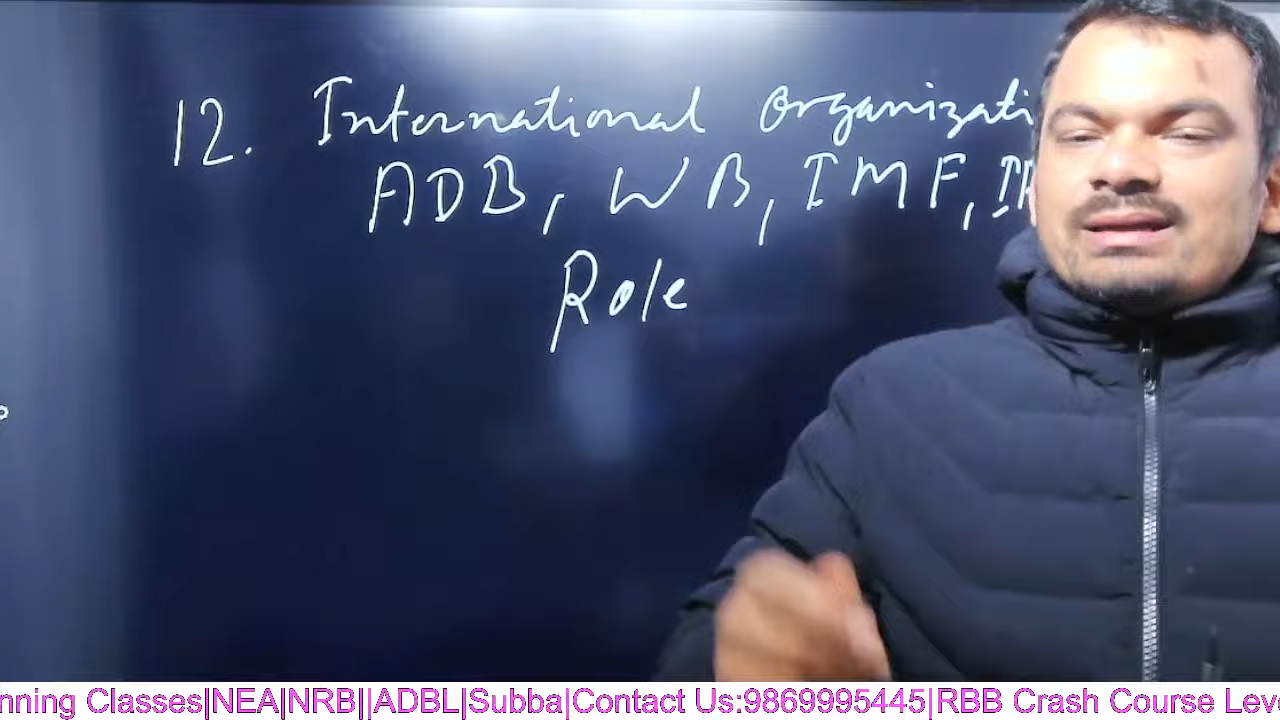 12. International Organizati
ADB, WB, IMF,
Role
nning Classes|NEA|NRB||ADBL|Subba|Contact Us:9869995445|RBB Crash Course Leve